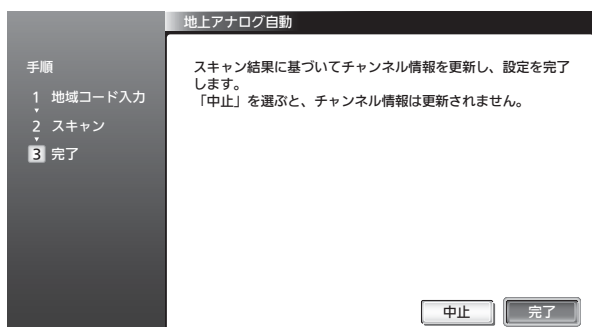 地上アナログ自動
手順
1 地域コード入力
2 スキャン
3 完了
スキャン結果に基づいてチャンネル情報を更新し、設定を完了
します。
「中止」を選ぶと、チャンネル情報は更新されません。
中止
完了